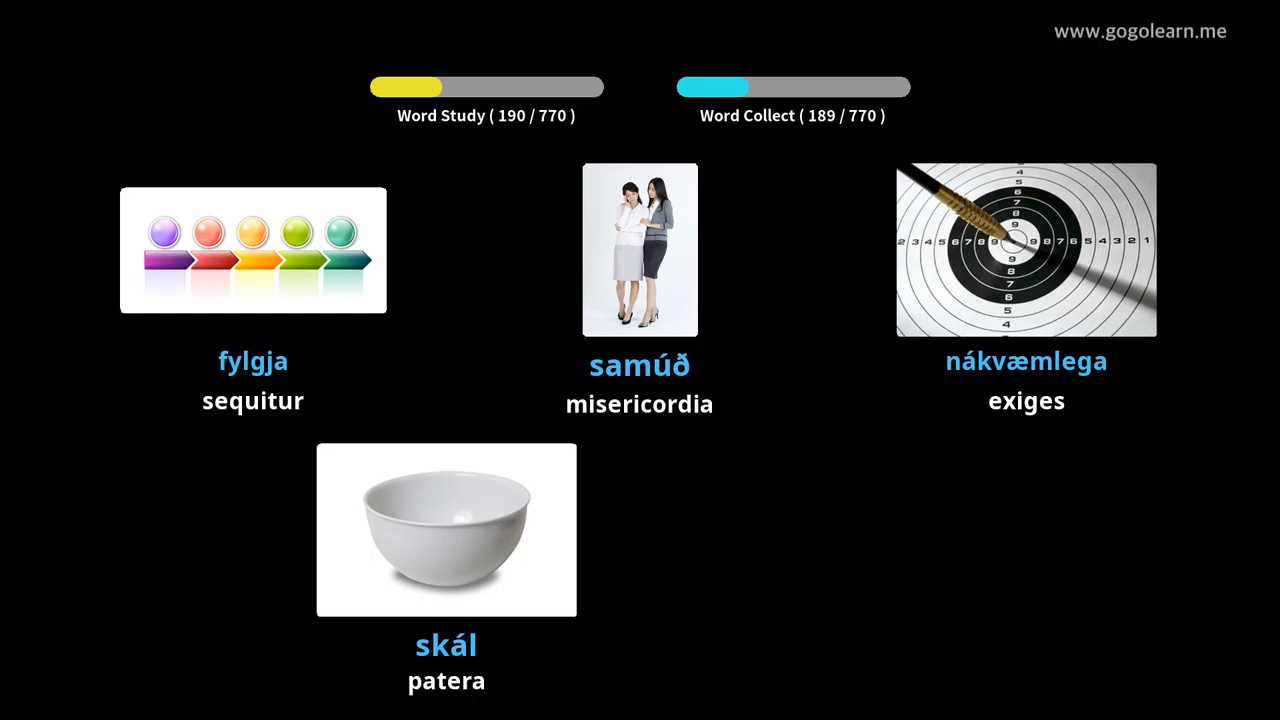 www.gogolearn.me
Word Study ( 190 / 770 )
Word Collect ( 189 / 770 )
fylgja
sequitur
samúð
misericordia
nákvæmlega
exiges
skál
patera